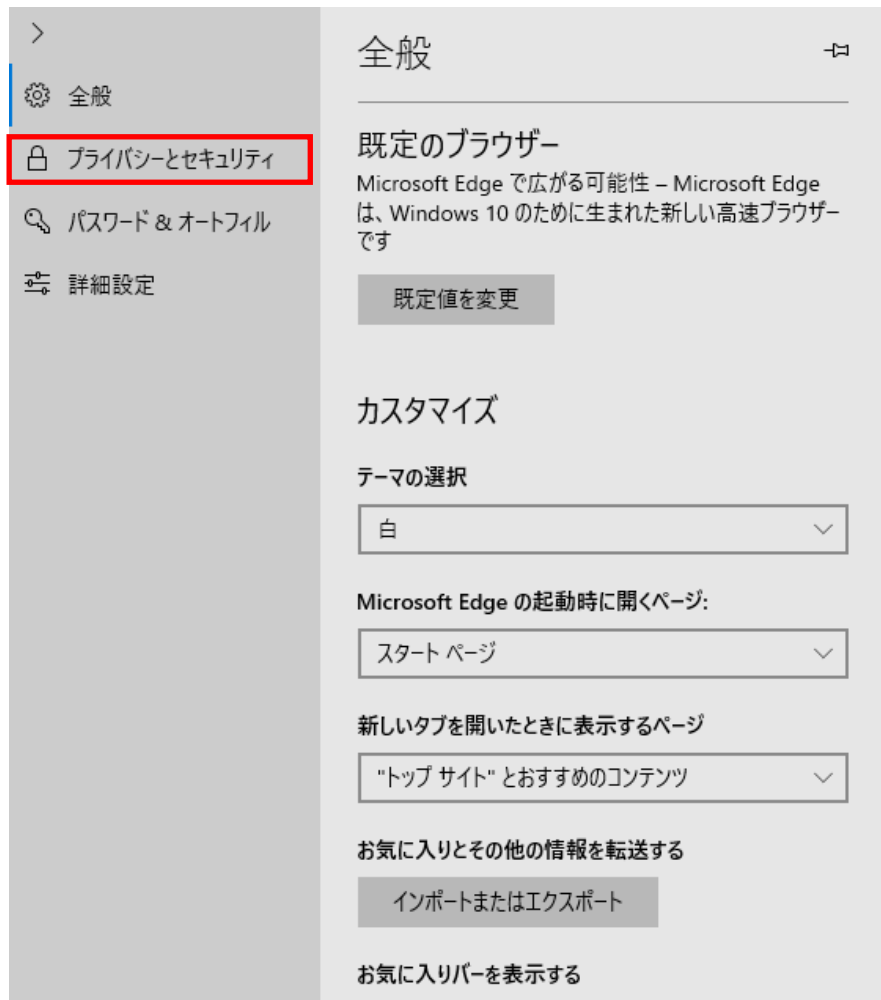 全般
プライバシーとセキュリティ
パスワード & オートフィル
詳細設定
全般
既定のブラウザー
Microsoft Edge で広がる可能性 – Microsoft Edge
は、Windows 10 のために生まれた新しい高速ブラウザー
です
既定値を変更
カスタマイズ
テーマの選択
白
Microsoft Edge の起動時に開くページ:
スタート ページ
新しいタブを開いたときに表示するページ
"トップ サイト" とおすすめのコンテンツ
お気に入りとその他の情報を転送する
インポートまたはエクスポート
お気に入りバーを表示する